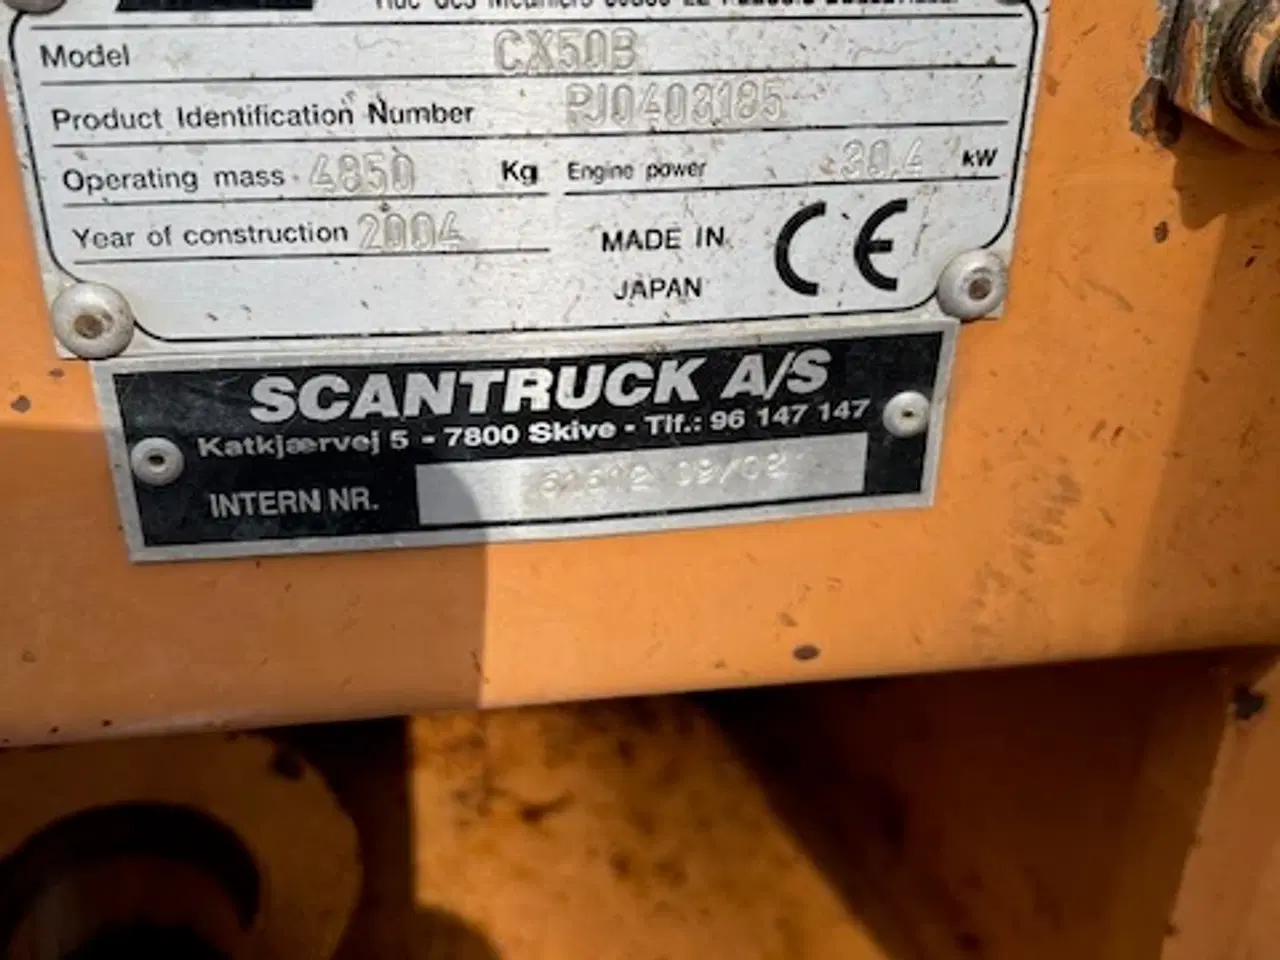 Model CX50B
Product Identification Number PJ0403185
Operating mass 4850 Kg Engine power 30.4 kW
Year of construction 2004
MADE IN
JAPAN
CE
SCANTRUCK A/S
Katkjærvej 5 - 7800 Skive - Tlf.: 96 147 147
INTERN NR.